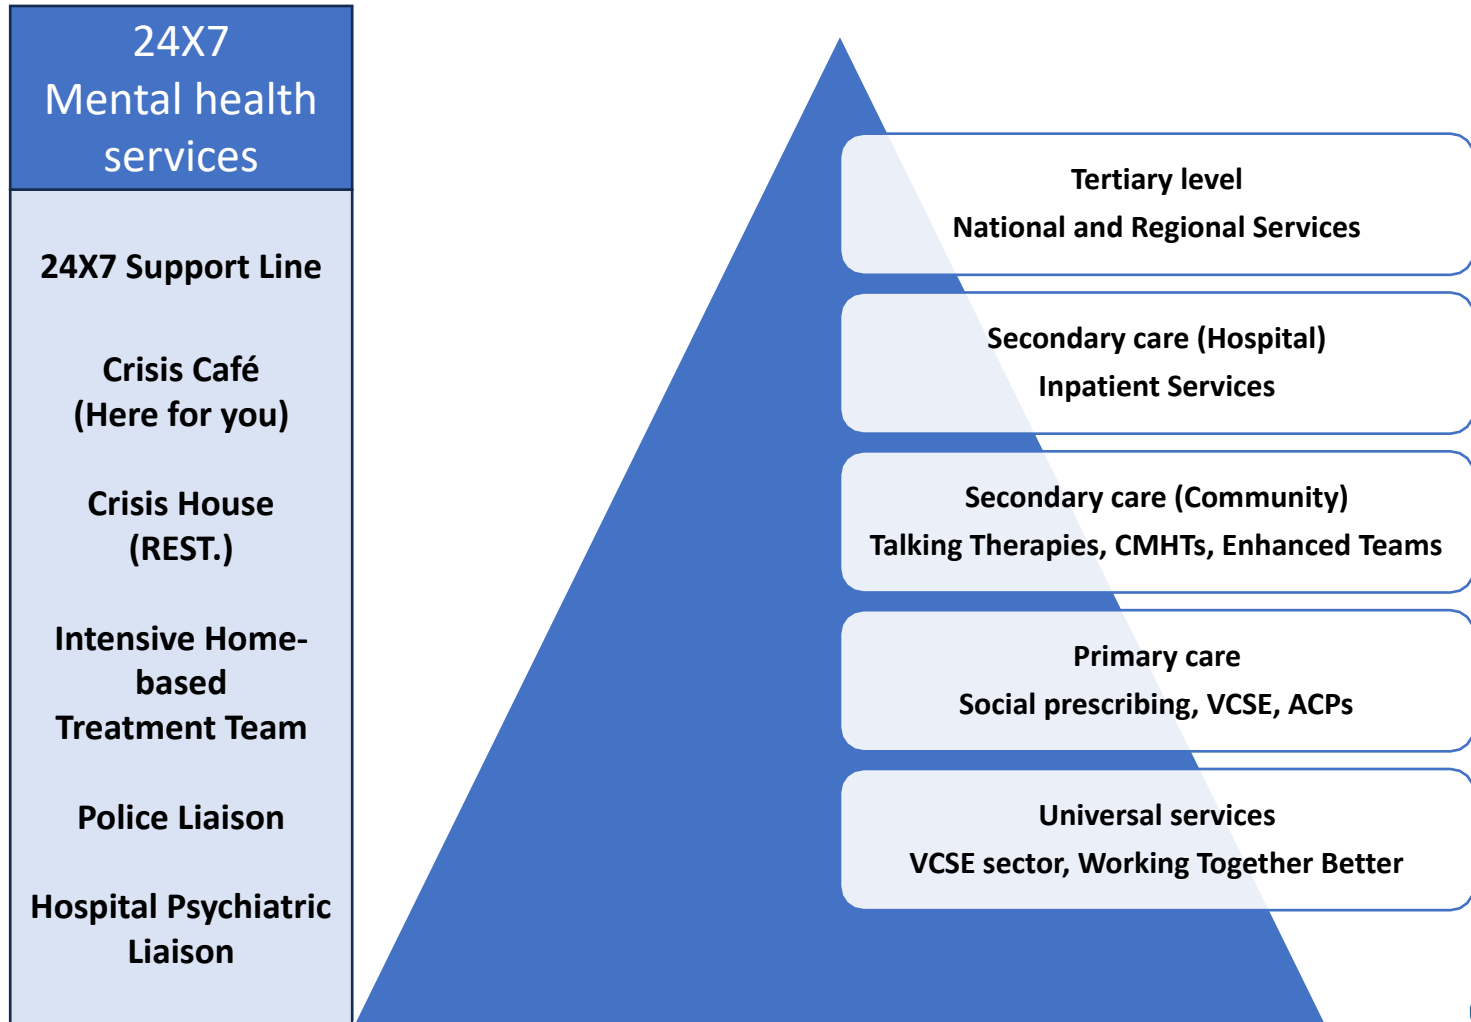 24X7
Mental health
services
24X7 Support Line
Crisis Café
(Here for you)
Crisis House
(REST.)
Intensive Home-
based
Treatment Team
Police Liaison
Hospital Psychiatric
Liaison
Tertiary level
National and Regional Services
Secondary care (Hospital)
Inpatient Services
Secondary care (Community)
Talking Therapies, CMHTs, Enhanced Teams
Primary care
Social prescribing, VCSE, ACPs
Universal services
VCSE sector, Working Together Better